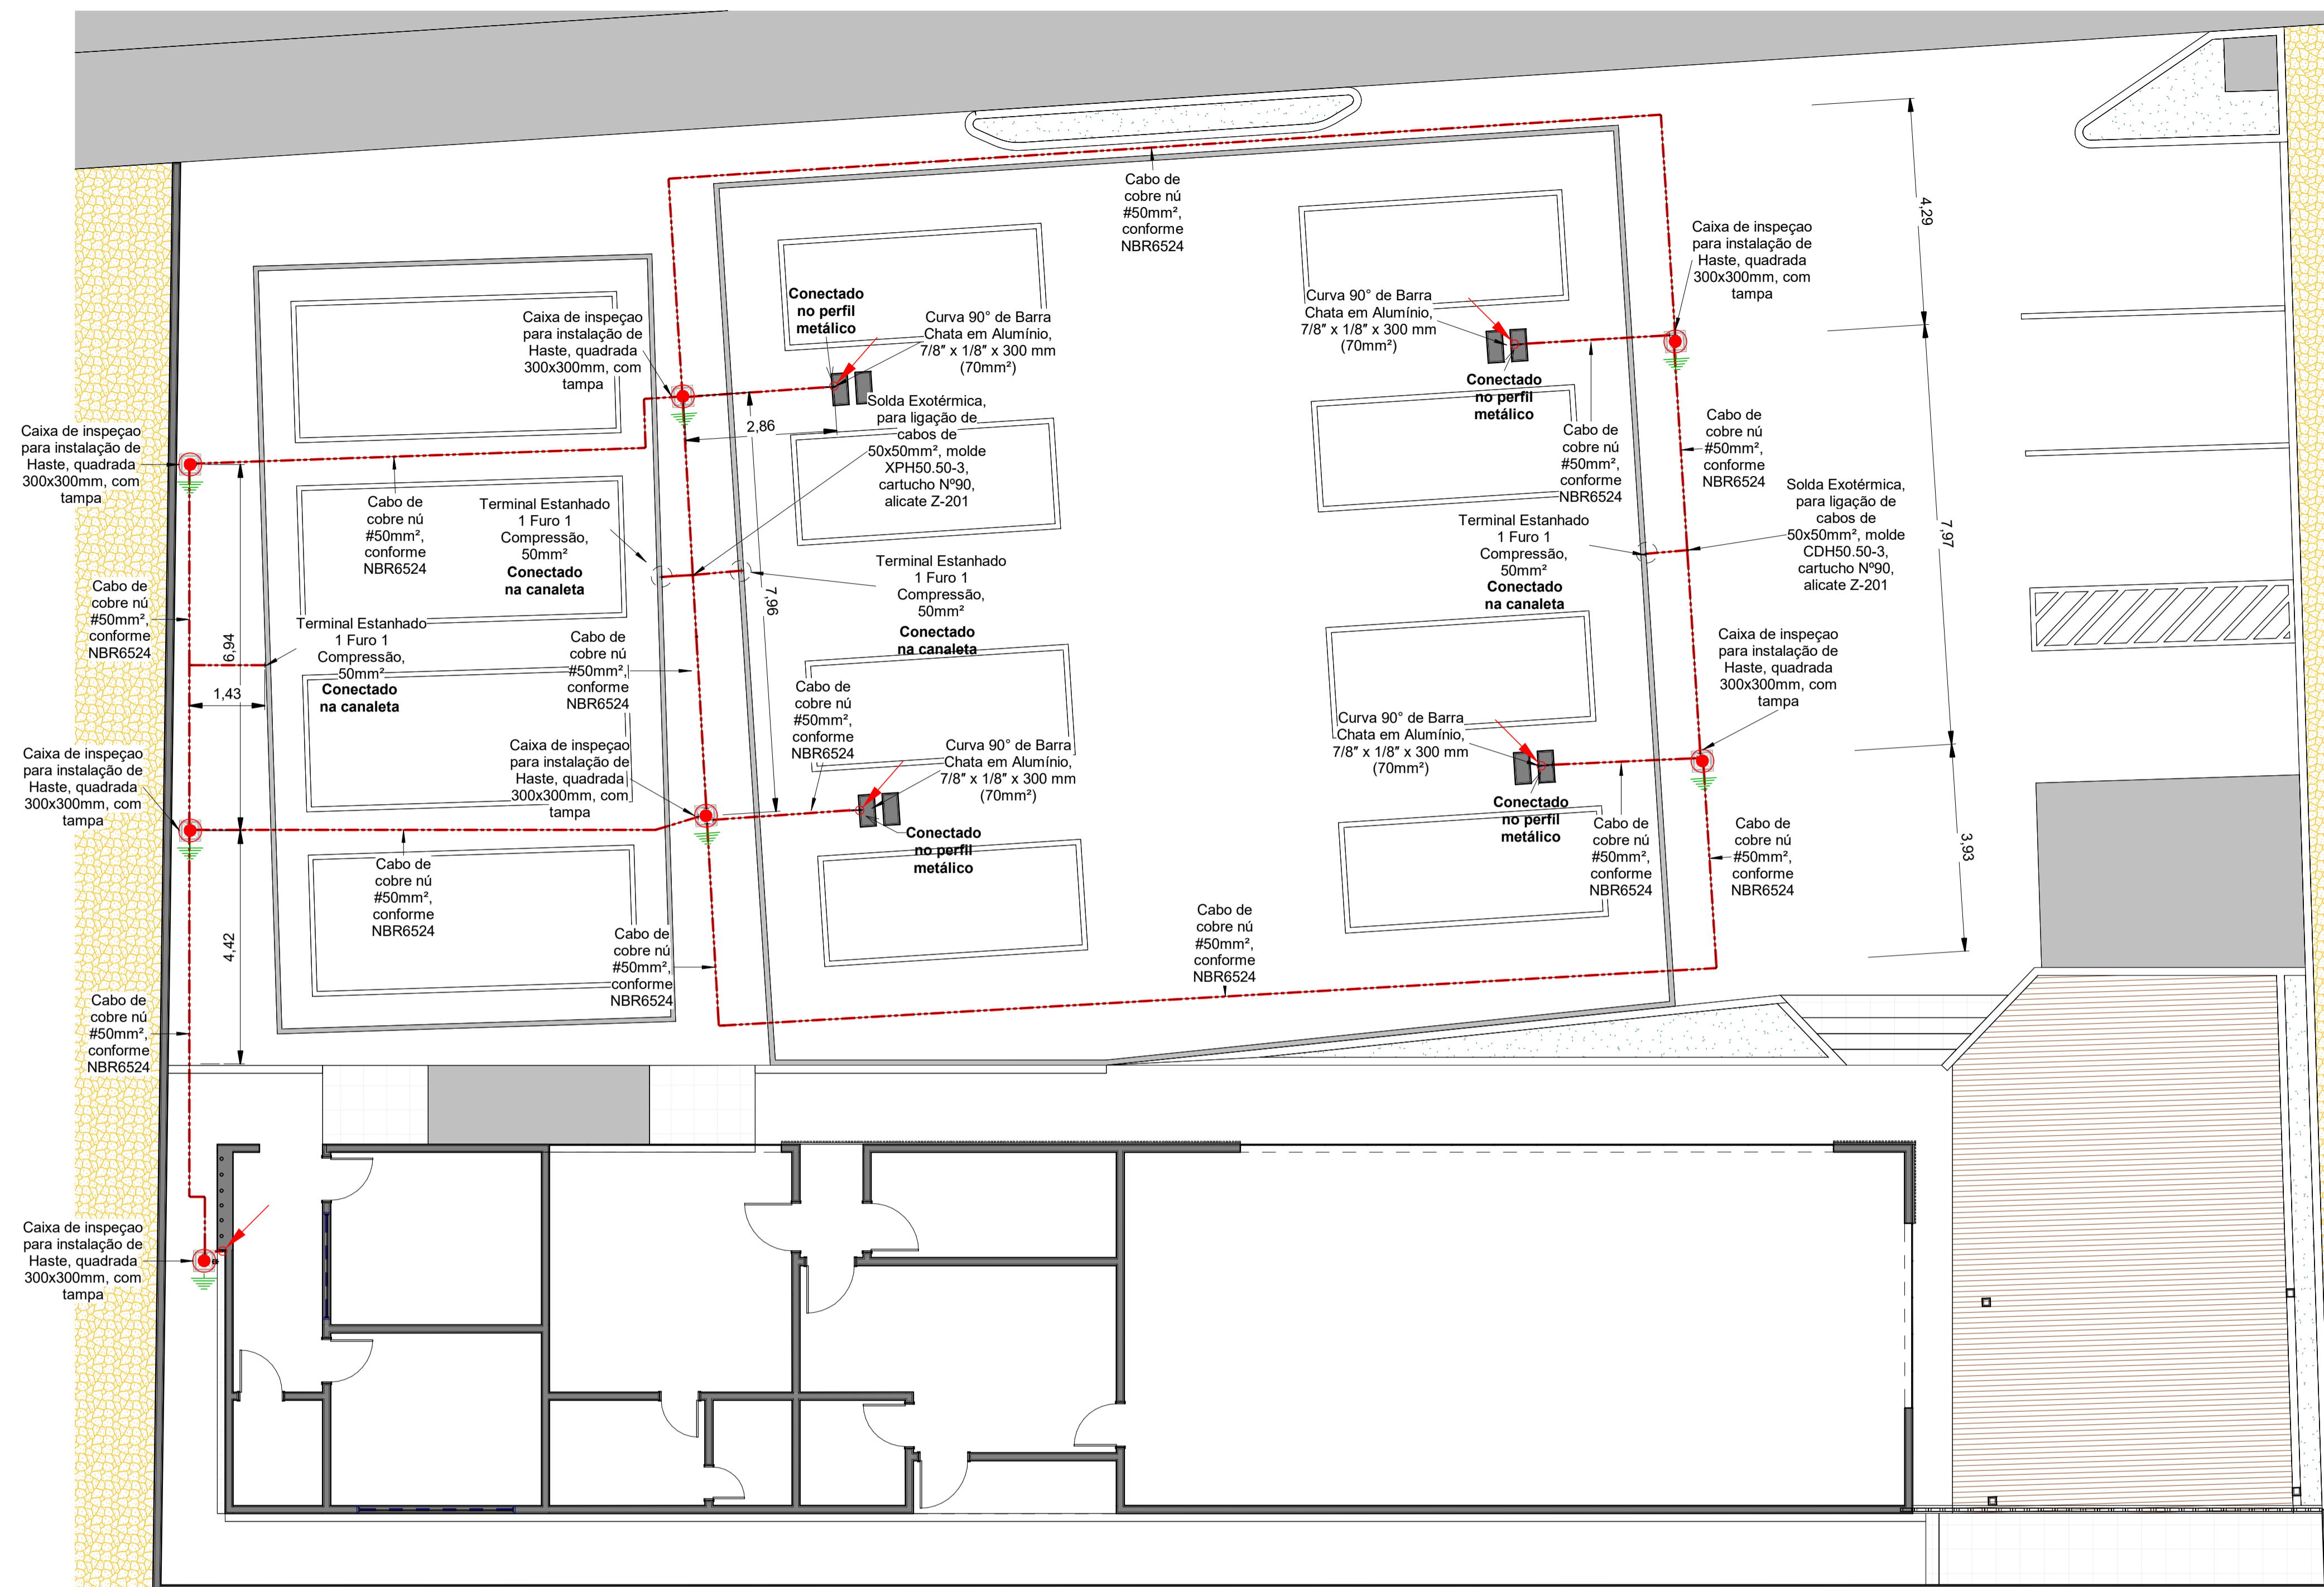 Cabo de
cobre nú
#50mm²,
conforme
NBR6524
4,29
Caixa de inspeçao
para instalação de
Haste, quadrada
300x300mm, com
tampa
Conectado
no perfil
metálico
Curva 90° de Barra
Chata em Alumínio,
7/8″ x 1/8″ x 300 mm
(70mm²)
Caixa de inspeçao
para instalação de
Haste, quadrada
300x300mm, com
tampa
Curva 90° de Barra
Chata em Alumínio,
7/8″ x 1/8″ x 300 mm
(70mm²)
Conectado
no perfil
metálico
Solda Exotérmica,
para ligação de
cabos de
50x50mm², molde
XPH50.50-3,
cartucho Nº90,
alicate Z-201
2,86
Caixa de inspeçao
para instalação de
Haste, quadrada
300x300mm, com
tampa
Cabo de
cobre nú
#50mm²,
conforme
NBR6524
Cabo de
cobre nú
#50mm²,
conforme
NBR6524
Cabo de
cobre nú
#50mm²,
conforme
NBR6524
Terminal Estanhado
1 Furo 1
Compressão,
50mm²
Conectado
na canaleta
Solda Exotérmica,
para ligação de
cabos de
50x50mm², molde
CDH50.50-3,
cartucho Nº90,
alicate Z-201
Terminal Estanhado
1 Furo 1
Compressão,
50mm²
Conectado
na canaleta
7,97
Terminal Estanhado
1 Furo 1
Compressão,
50mm²
Conectado
na canaleta
7,96
Cabo de
cobre nú
#50mm²,
conforme
NBR6524
6,94
1,43
Terminal Estanhado
1 Furo 1
Compressão,
50mm²
Conectado
na canaleta
Cabo de
cobre nú
#50mm²,
conforme
NBR6524
Caixa de inspeçao
para instalação de
Haste, quadrada
300x300mm, com
tampa
Cabo de
cobre nú
#50mm²,
conforme
NBR6524
Curva 90° de Barra
Chata em Alumínio,
7/8″ x 1/8″ x 300 mm
(70mm²)
Conectado
no perfil
metálico
Caixa de inspeçao
para instalação de
Haste, quadrada
300x300mm, com
tampa
Caixa de inspeçao
para instalação de
Haste, quadrada
300x300mm, com
tampa
Curva 90° de Barra
Chata em Alumínio,
7/8″ x 1/8″ x 300 mm
(70mm²)
Conectado
no perfil
metálico
Cabo de
cobre nú
#50mm²,
conforme
NBR6524
Cabo de
cobre nú
#50mm²,
conforme
NBR6524
3,93
Cabo de
cobre nú
#50mm²,
conforme
NBR6524
4,42
Cabo de
cobre nú
#50mm²,
conforme
NBR6524
Cabo de
cobre nú
#50mm²,
conforme
NBR6524
Cabo de
cobre nú
#50mm²,
conforme
NBR6524
Caixa de inspeçao
para instalação de
Haste, quadrada
300x300mm, com
tampa